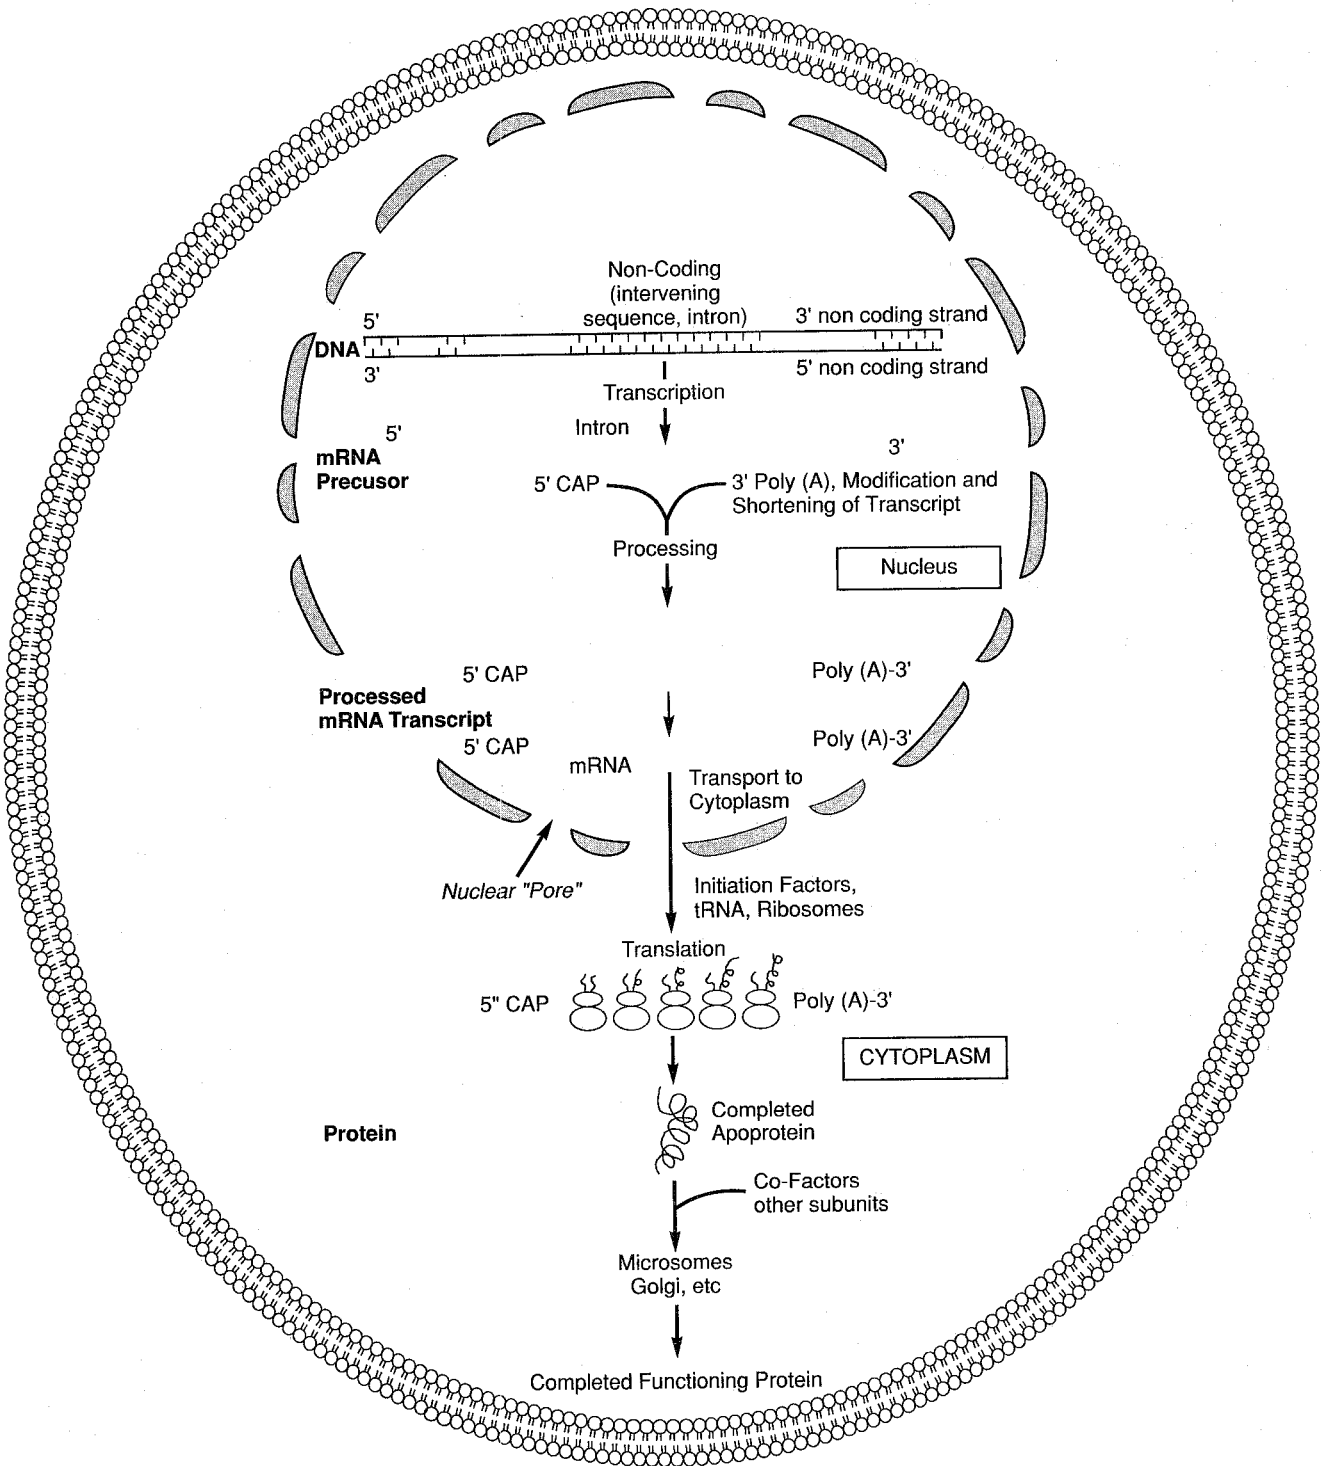 Non-Coding
(intervening
sequence, intron)
5'
3' non coding strand
DNA
3'
5' non coding strand
Transcription
Intron
5'
3'
mRNA
Precusor
5' CAP
3' Poly (A), Modification and
Shortening of Transcript
Processing
Nucleus
5' CAP
Poly (A)-3'
Processed
mRNA Transcript
5' CAP
Poly (A)-3'
mRNA
Transport to
Cytoplasm
Nuclear "Pore"
Initiation Factors,
tRNA, Ribosomes
Translation
5" CAP
Poly (A)-3'
CYTOPLASM
Completed
Apoprotein
Protein
Co-Factors
other subunits
Microsomes
Golgi, etc
Completed Functioning Protein